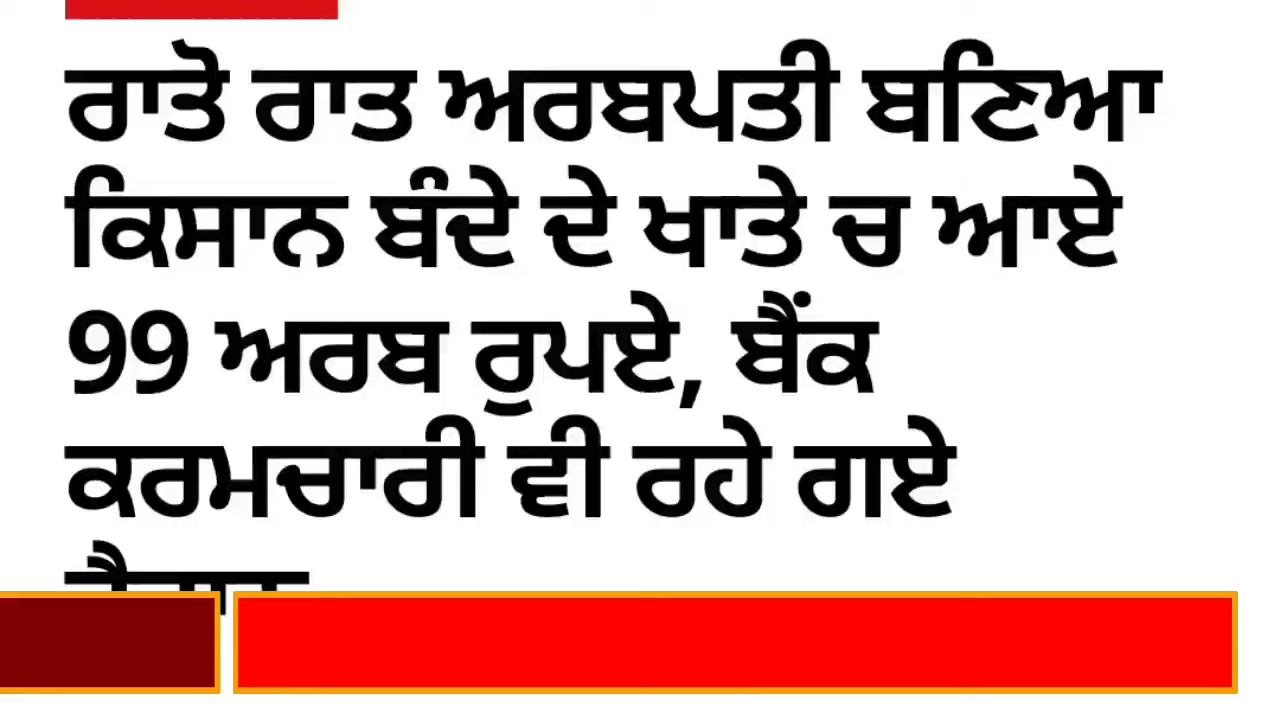 ਰਾਤੋ ਰਾਤ ਅਰਬਪਤੀ ਬਣਿਆ
ਕਿਸਾਨ ਬੰਦੇ ਦੇ ਖਾਤੇ ਚ ਆਏ
99 ਅਰਬ ਰੁਪਏ, ਬੈਂਕ
ਕਰਮਚਾਰੀ ਵੀ ਰਹੇ ਗਏ